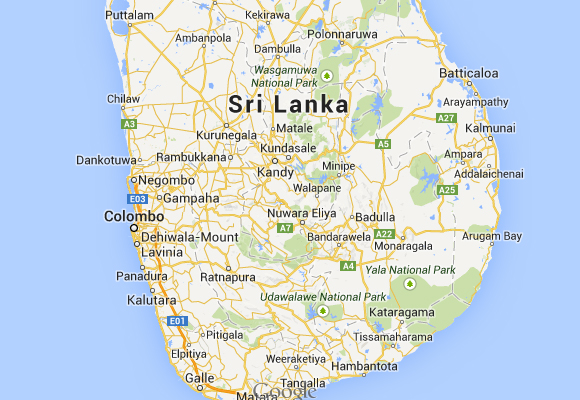 Puttalam
Kekirawa
Ambanpola
Polonnaruwa
Dambulla
Wasgamuwa
National Park
Batticaloa
Chilaw
Sri Lanka
Arayampathy
A3
A27
Kurunegala
Matale
Kalmunai
A5
Dankotuwa
Rambukkana
Kundasale
Ampara
Kandy
Minipe
Addalaichenai
Negombo
Walapane
A25
E03
Gampaha
Colombo
Nuwara Eliya
Badulla
A7
A22
Dehiwala-Mount
Lavinia
Bandarawela
Monaragala
Arugam Bay
Panadura
Ratnapura
A4
Yala National Park
Kalutara
Udawalawe National Park
Kataragama
E01
Pitigala
Tissamaharama
Elpitiya
Weeraketiya
Hambantota
Galle
Tangalla
Matara
Google